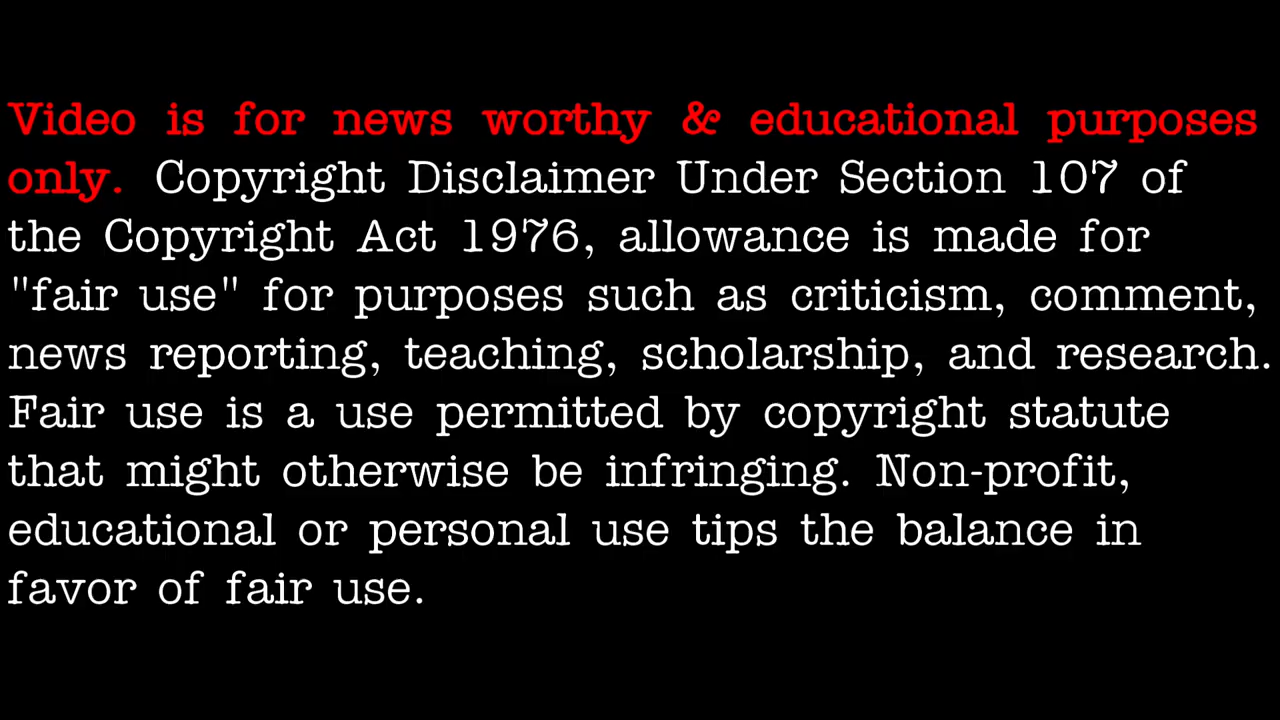 Video is for news worthy & educational purposes
only. Copyright Disclaimer Under Section 107 of
the Copyright Act 1976, allowance is made for
"fair use" for purposes such as criticism, comment,
news reporting, teaching, scholarship, and research.
Fair use is a use permitted by copyright statute
that might otherwise be infringing. Non-profit,
educational or personal use tips the balance in
favor of fair use.